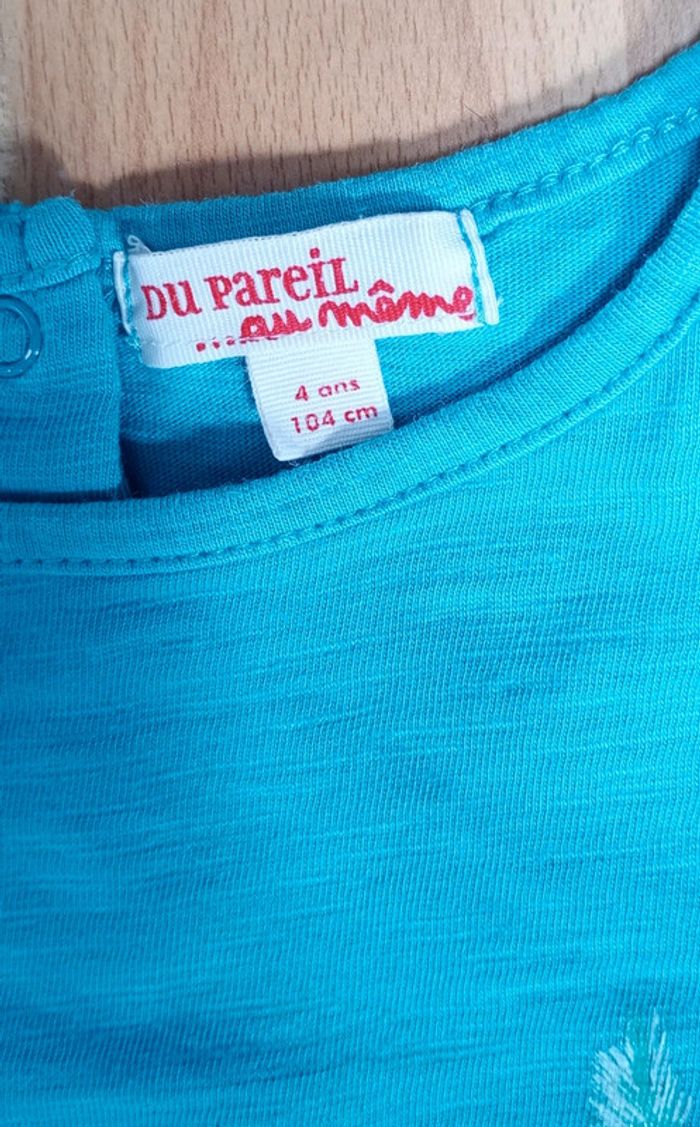 DU PAREIL
...au même
4 ans
104 cm